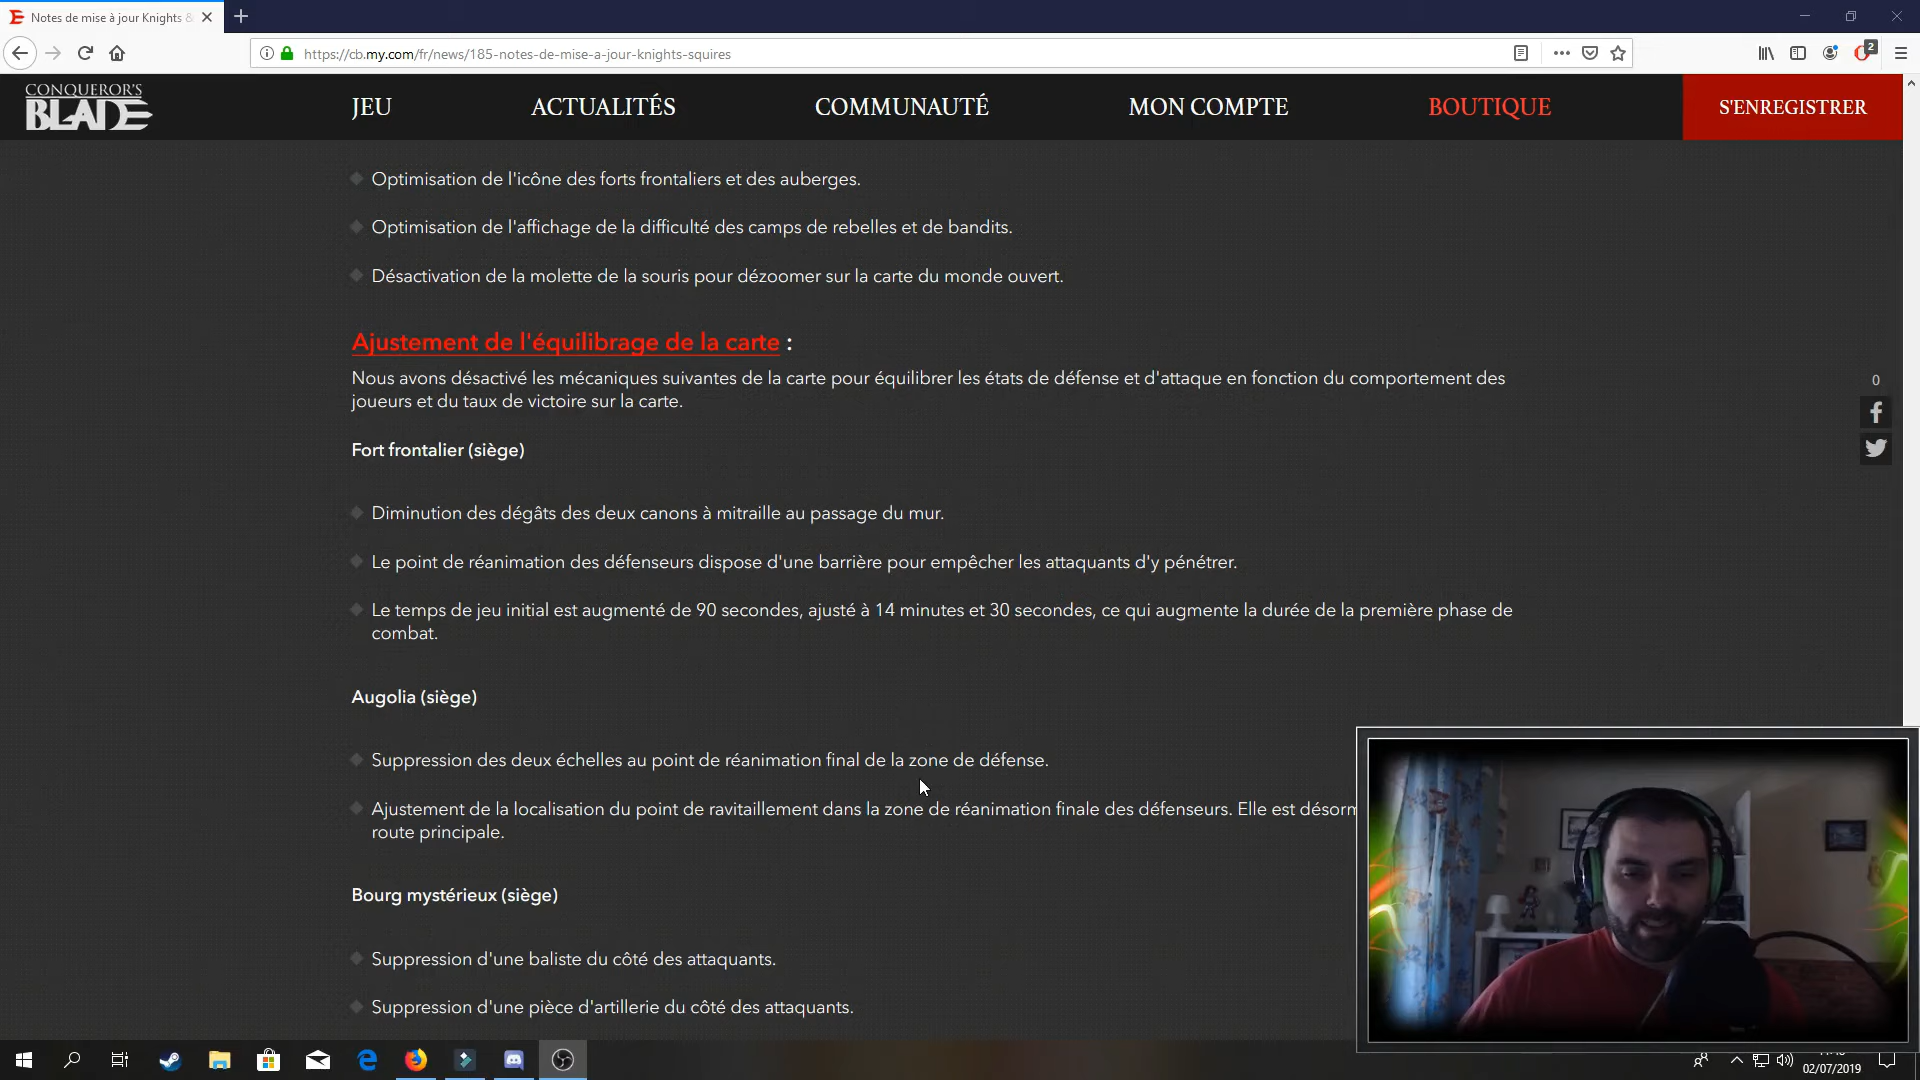 Notes de mise à jour Knights &
https://cb.my.com/fr/news/185-notes-de-mise-a-jour-knights-squires
2
CONQUEROR'S
BLADE
JEU
ACTUALITÉS
COMMUNAUTÉ
MON COMPTE
BOUTIQUE
S'ENREGISTRER
Optimisation de l'icône des forts frontaliers et des auberges.
Optimisation de l'affichage de la difficulté des camps de rebelles et de bandits.
Désactivation de la molette de la souris pour dézoomer sur la carte du monde ouvert.
Ajustement de l'équilibrage de la carte :
Nous avons désactivé les mécaniques suivantes de la carte pour équilibrer les états de défense et d'attaque en fonction du comportement des
joueurs et du taux de victoire sur la carte.
0
Fort frontalier (siège)
Diminution des dégâts des deux canons à mitraille au passage du mur.
Le point de réanimation des défenseurs dispose d'une barrière pour empêcher les attaquants d'y pénétrer.
Le temps de jeu initial est augmenté de 90 secondes, ajusté à 14 minutes et 30 secondes, ce qui augmente la durée de la première phase de
combat.
Augolia (siège)
Suppression des deux échelles au point de réanimation final de la zone de défense.
Ajustement de la localisation du point de ravitaillement dans la zone de réanimation finale des défenseurs. Elle est
route principale.
Bourg mystérieux (siège)
Suppression d'une baliste du côté des attaquants.
Suppression d'une pièce d'artillerie du côté des attaquants.
02/07/2019